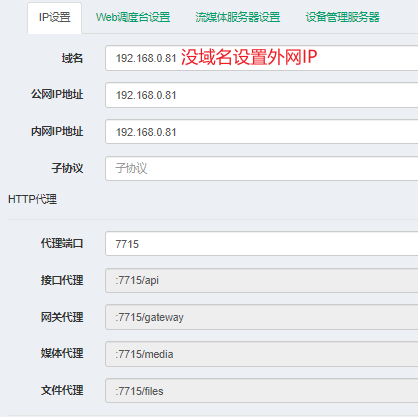 IP设置 Web调度台设置 流媒体服务器设置 设备管理服务器
域名 192.168.0.81 没域名设置外网IP
公网IP地址 192.168.0.81
内网IP地址 192.168.0.81
子协议 子协议
HTTP代理
代理端口 7715
接口代理 :7715/api
网关代理 :7715/gateway
媒体代理 :7715/media
文件代理 :7715/files